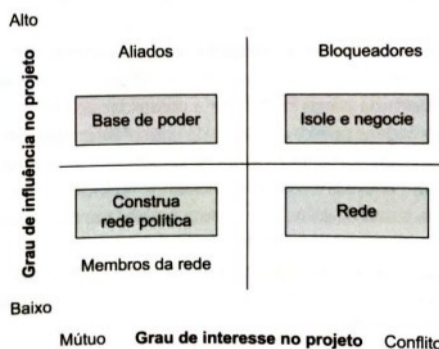 Alto
Aliados
Bloqueadores
Base de poder
Isole e negocie
Grau de influência no projeto
Construa
rede política
Rede
Membros da rede
Baixo
Mútuo Grau de interesse no projeto Conflito